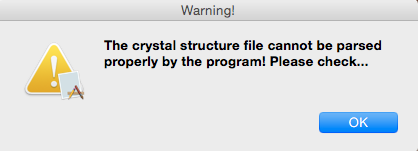 Warning!
The crystal structure file cannot be parsed
properly by the program! Please check...
OK